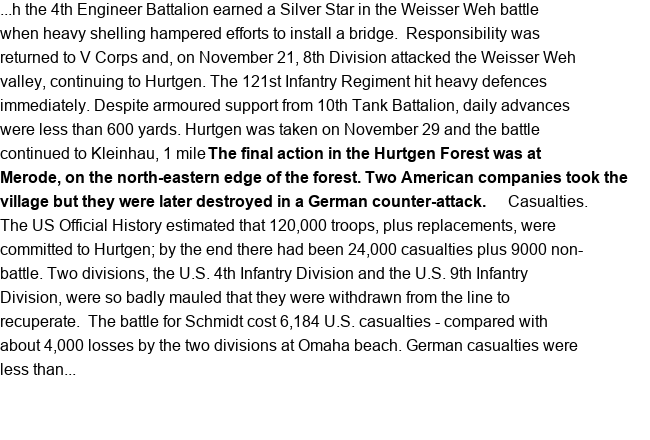 ...h the 4th Engineer Battalion earned a Silver Star in the Weisser Weh battle
when heavy shelling hampered efforts to install a bridge.  Responsibility was
returned to V Corps and, on November 21, 8th Division attacked the Weisser Weh
valley, continuing to Hurtgen. The 121st Infantry Regiment hit heavy defences
immediately. Despite armoured support from 10th Tank Battalion, daily advances
were less than 600 yards. Hurtgen was taken on November 29 and the battle
continued to Kleinhau, 1 mile The final action in the Hurtgen Forest was at
Merode, on the north-eastern edge of the forest. Two American companies took the
village but they were later destroyed in a German counter-attack.     Casualties.
The US Official History estimated that 120,000 troops, plus replacements, were
committed to Hurtgen; by the end there had been 24,000 casualties plus 9000 non-
battle. Two divisions, the U.S. 4th Infantry Division and the U.S. 9th Infantry
Division, were so badly mauled that they were withdrawn from the line to
recuperate.  The battle for Schmidt cost 6,184 U.S. casualties - compared with
about 4,000 losses by the two divisions at Omaha beach. German casualties were
less than...